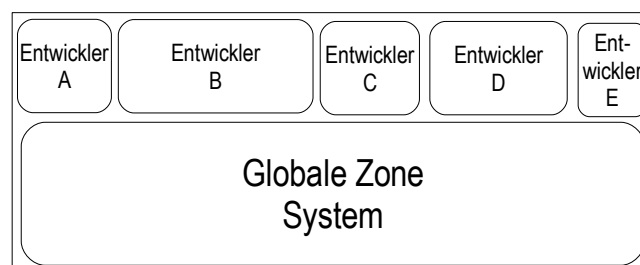 Entwickler
A
Entwickler
B
Entwickler
C
Entwickler
D
Ent-
wickler
E
Globale Zone
System